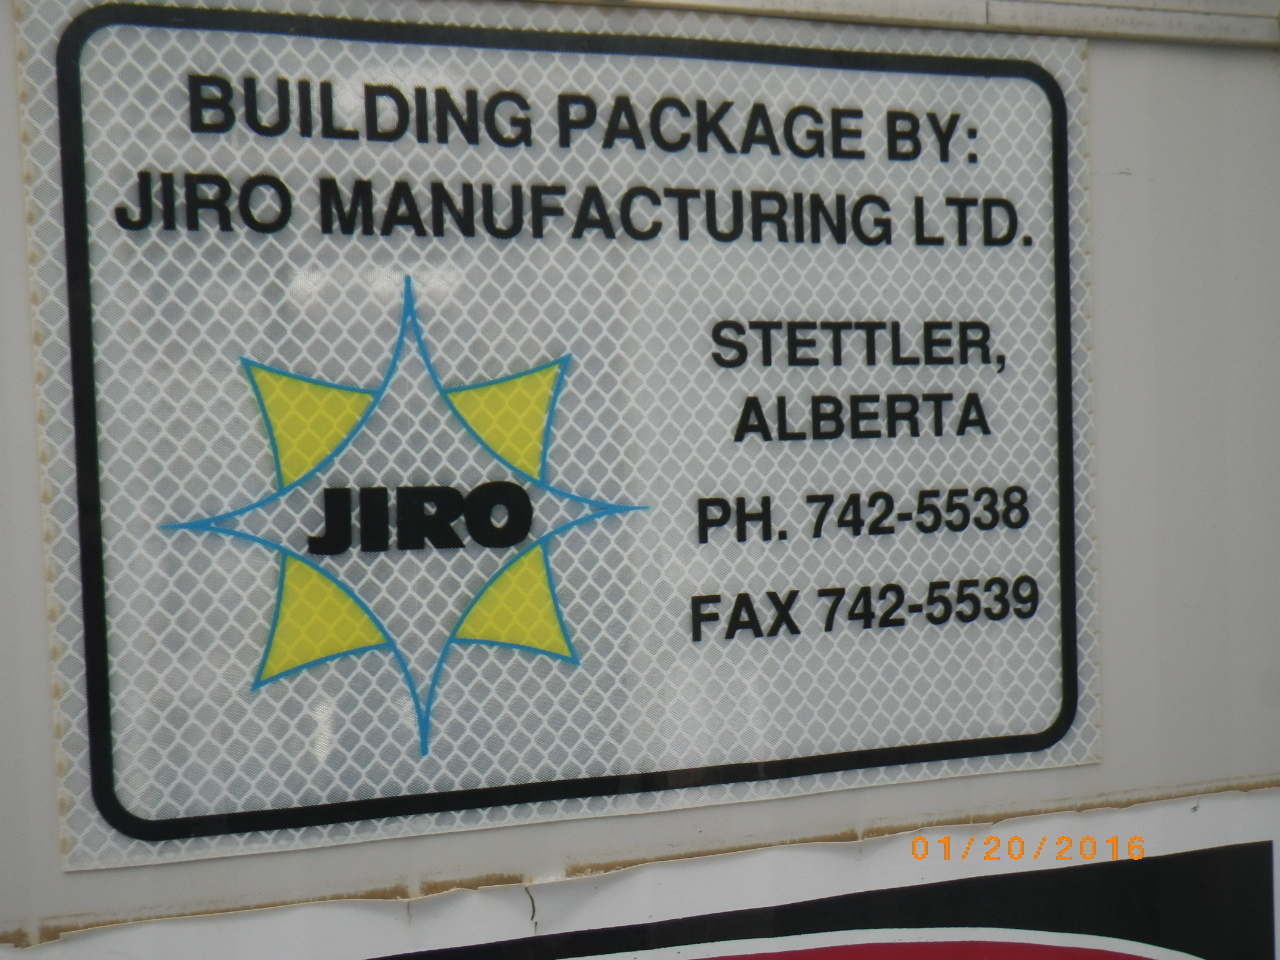 BUILDING PACKAGE BY:
JIRO MANUFACTURING LTD.
JIRO
STETTLER,
ALBERTA
PH. 742-5538
FAX 742-5539
01/20/2016